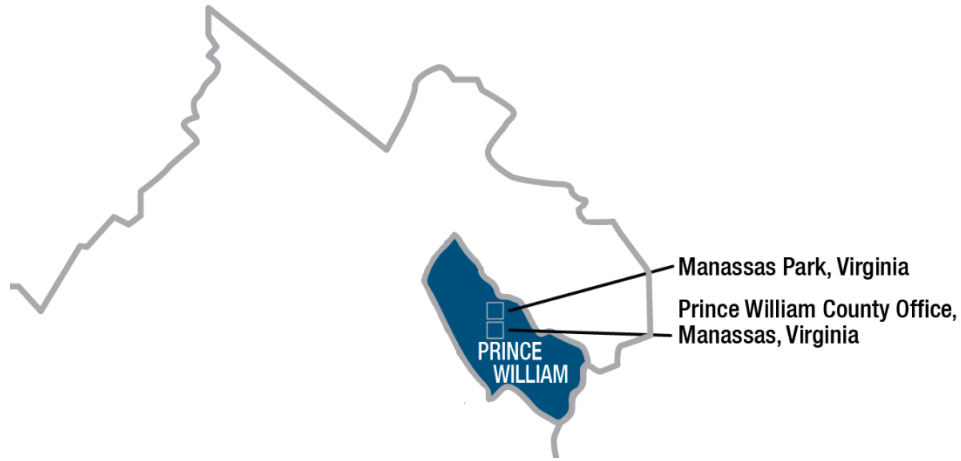 Manassas Park, Virginia
Prince William County Office,
Manassas, Virginia
PRINCE
WILLIAM